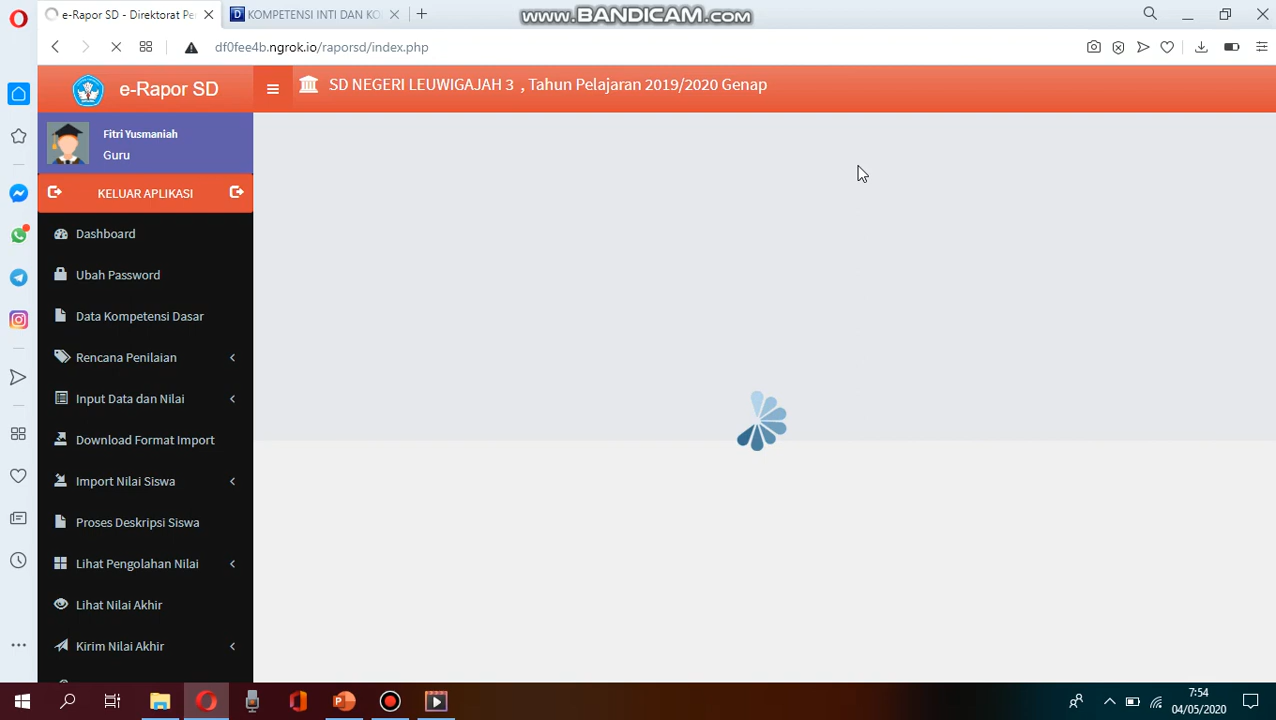 e-Rapor SD - Direktorat Pe
KOMPETENSI INTI DAN KO
www.BANDICAM.com
df0fee4b.ngrok.io/raporsd/index.php
e-Rapor SD
SD NEGERI LEUWIGAJAH 3 , Tahun Pelajaran 2019/2020 Genap
Fitri Yusmaniah
Guru
KELUAR APLIKASI
Dashboard
Ubah Password
Data Kompetensi Dasar
Rencana Penilaian
Input Data dan Nilai
Download Format Import
Import Nilai Siswa
Proses Deskripsi Siswa
Lihat Pengolahan Nilai
Lihat Nilai Akhir
Kirim Nilai Akhir
7:54
04/05/2020